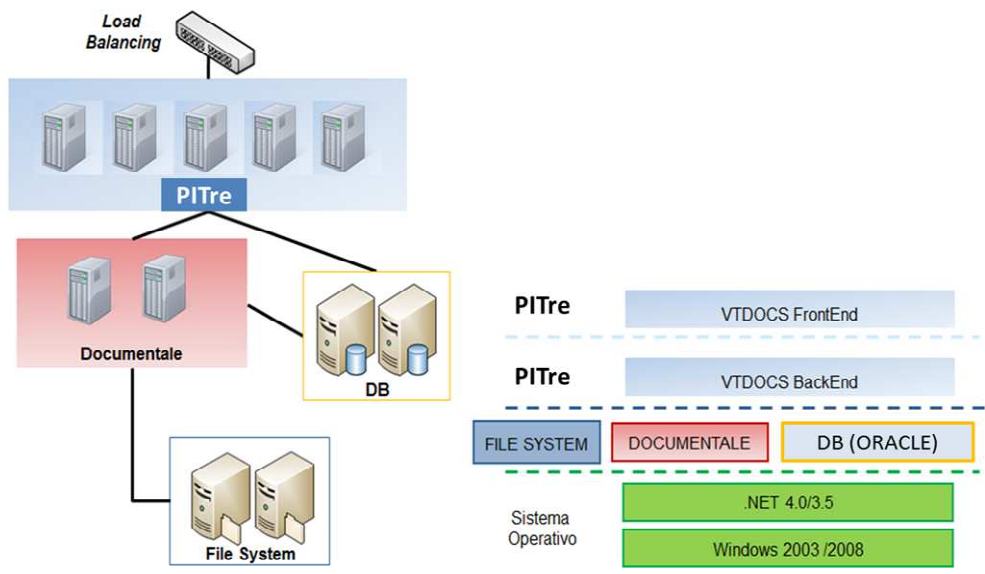 Load
Balancing
PITre
Documentale
DB
File System
PITre
VTDOCS FrontEnd
PITre
VTDOCS BackEnd
FILE SYSTEM
DOCUMENTALE
DB (ORACLE)
Sistema
Operativo
.NET 4.0/3.5
Windows 2003 /2008